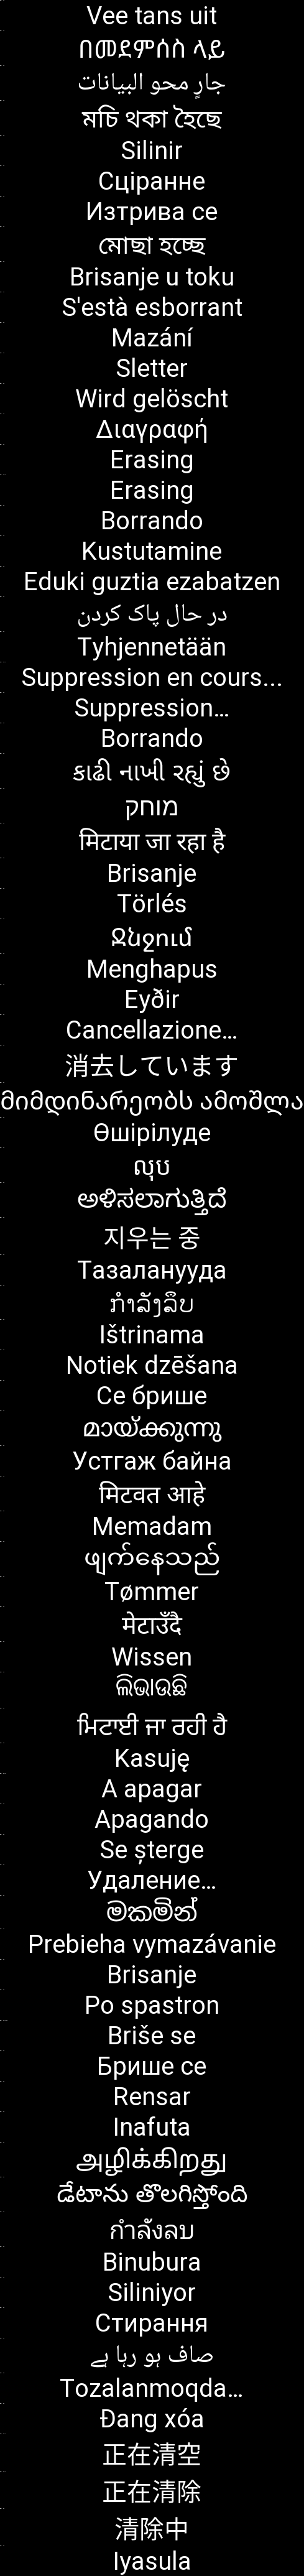 Vee tans uit
በመደምሰስ ላይ
جارٍ محو البيانات
মচি থকা হৈছে
Silinir
Сціранне
Изтрива се
মোছা হচ্ছে
Brisanje u toku
S'està esborrant
Mazání
Sletter
Wird gelöscht
Διαγραφή
Erasing
Erasing
Borrando
Kustutamine
Eduki guztia ezabatzen
در حال پاک کردن
Tyhjennetään
Suppression en cours...
Suppression…
Borrando
કાઢી નાખી રહ્યું છે
מוחק
मिटाया जा रहा है
Brisanje
Törlés
Ջնջում
Menghapus
Eyðir
Cancellazione…
消去しています
მიმდინარეობს ამოშლა
Өшірілуде
លុប
ಅಳಿಸಲಾಗುತ್ತಿದೆ
지우는 중
Тазаланууда
ກຳລັງລຶບ
Ištrinama
Notiek dzēšana
Се брише
മായ്ക്കുന്നു
Устгаж байна
मिटवत आहे
Memadam
ဖျက်နေသည်
Tømmer
मेटाउँदै
Wissen
ଲିଭାଉଛି
ਮਿਟਾਈ ਜਾ ਰਹੀ ਹੈ
Kasuję
A apagar
Apagando
Se șterge
Удаление…
මකමින්
Prebieha vymazávanie
Brisanje
Po spastron
Briše se
Брише се
Rensar
Inafuta
அழிக்கிறது
డేటాను తొలగిస్తోంది
กำลังลบ
Binubura
Siliniyor
Стирання
صاف ہو رہا ہے
Tozalanmoqda…
Đang xóa
正在清空
正在清除
清除中
Iyasula